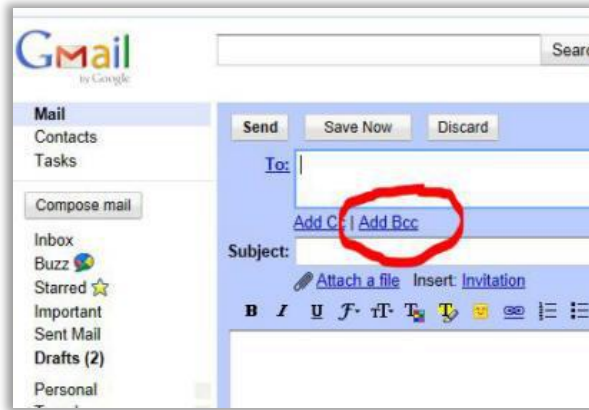 Gmail
by Google
Sear
Mail
Contacts
Tasks
Send Save Now Discard
To:
Compose mail
Add Cc | Add Bcc
Subject:
Inbox
Buzz
Attach a file Insert: Invitation
Starred
Important
B I U F T T T
Sent Mail
Drafts (2)
Personal